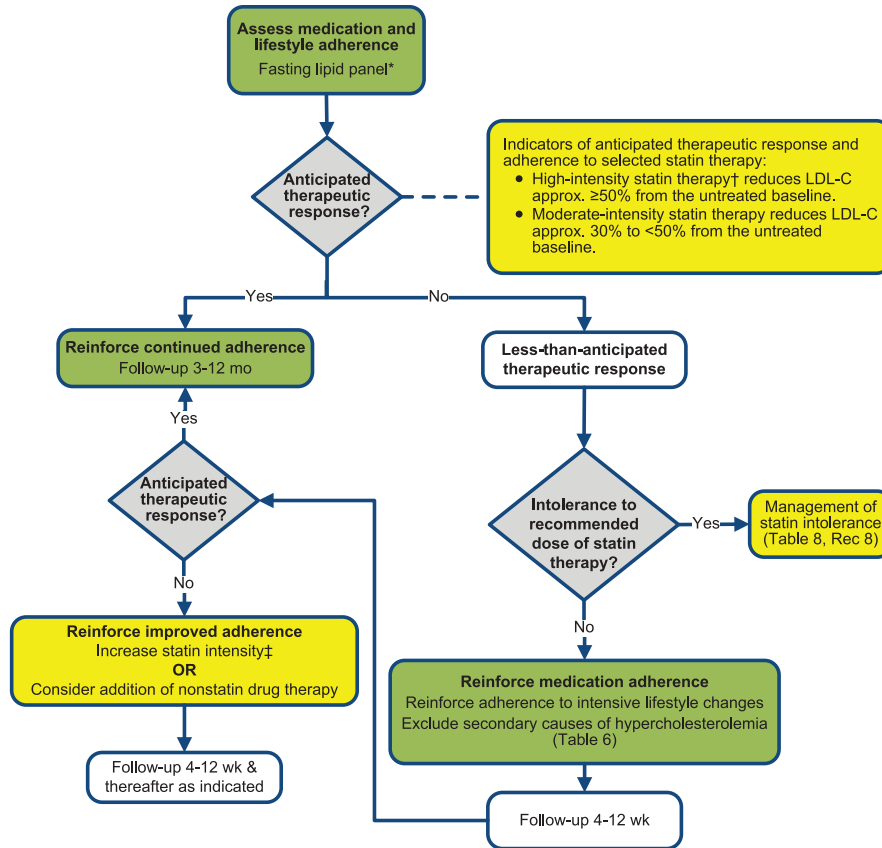 Assess medication and
lifestyle adherence
Fasting lipid panel*
Anticipated
therapeutic
response?
Indicators of anticipated therapeutic response and
adherence to selected statin therapy:
• High-intensity statin therapy† reduces LDL-C
approx. ≥50% from the untreated baseline.
• Moderate-intensity statin therapy reduces LDL-C
approx. 30% to <50% from the untreated
baseline.
Yes
No
Reinforce continued adherence
Follow-up 3-12 mo
Less-than-anticipated
therapeutic response
Yes
Anticipated
therapeutic
response?
Intolerance to
recommended
dose of statin
therapy?
Yes
Management of
statin intolerance
(Table 8, Rec 8)
No
No
Reinforce improved adherence
Increase statin intensity‡
OR
Consider addition of nonstatin drug therapy
Reinforce medication adherence
Reinforce adherence to intensive lifestyle changes
Exclude secondary causes of hypercholesterolemia
(Table 6)
Follow-up 4-12 wk &
thereafter as indicated
Follow-up 4-12 wk